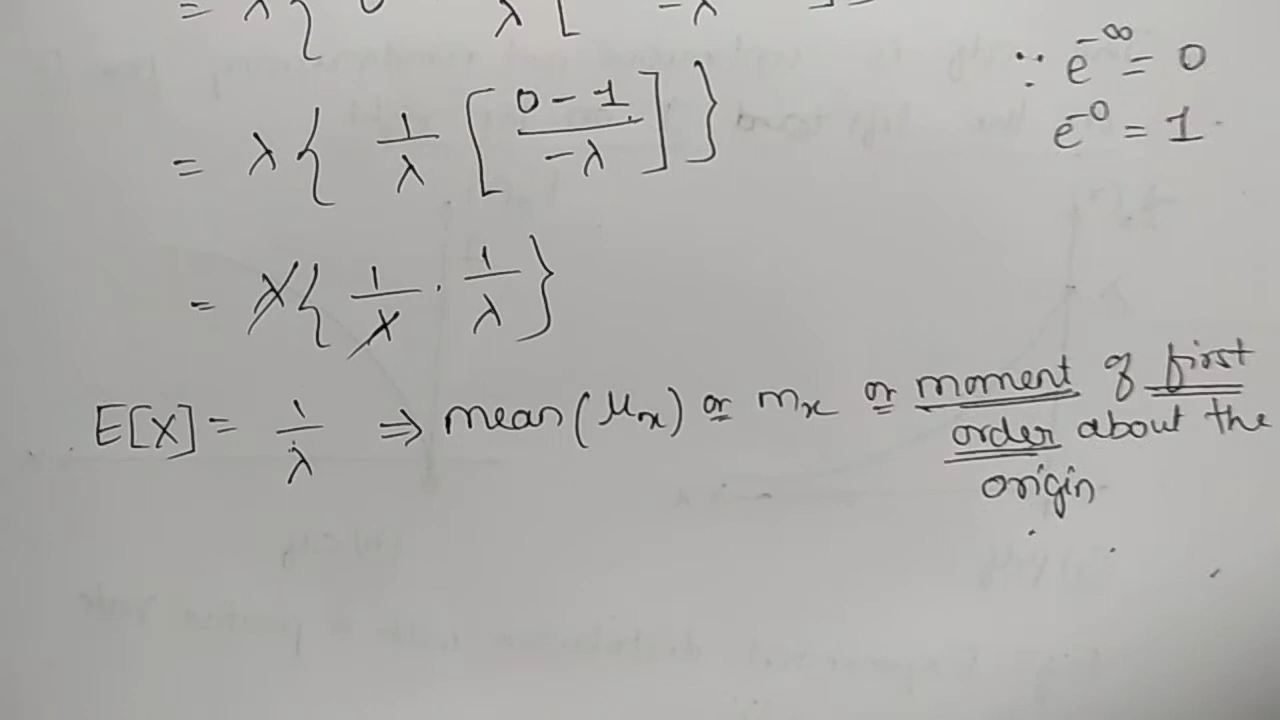 = λ{ 0 λ[ -λ
∵ e^{-∞} = 0
e^{-0} = 1
= λ{ 1/λ [ (0 - 1)/(-λ) ] }
= λ{ 1/λ · 1/λ }
E[X] = 1/λ ⇒ mean (μx) or mx or moment of first
order about the
origin